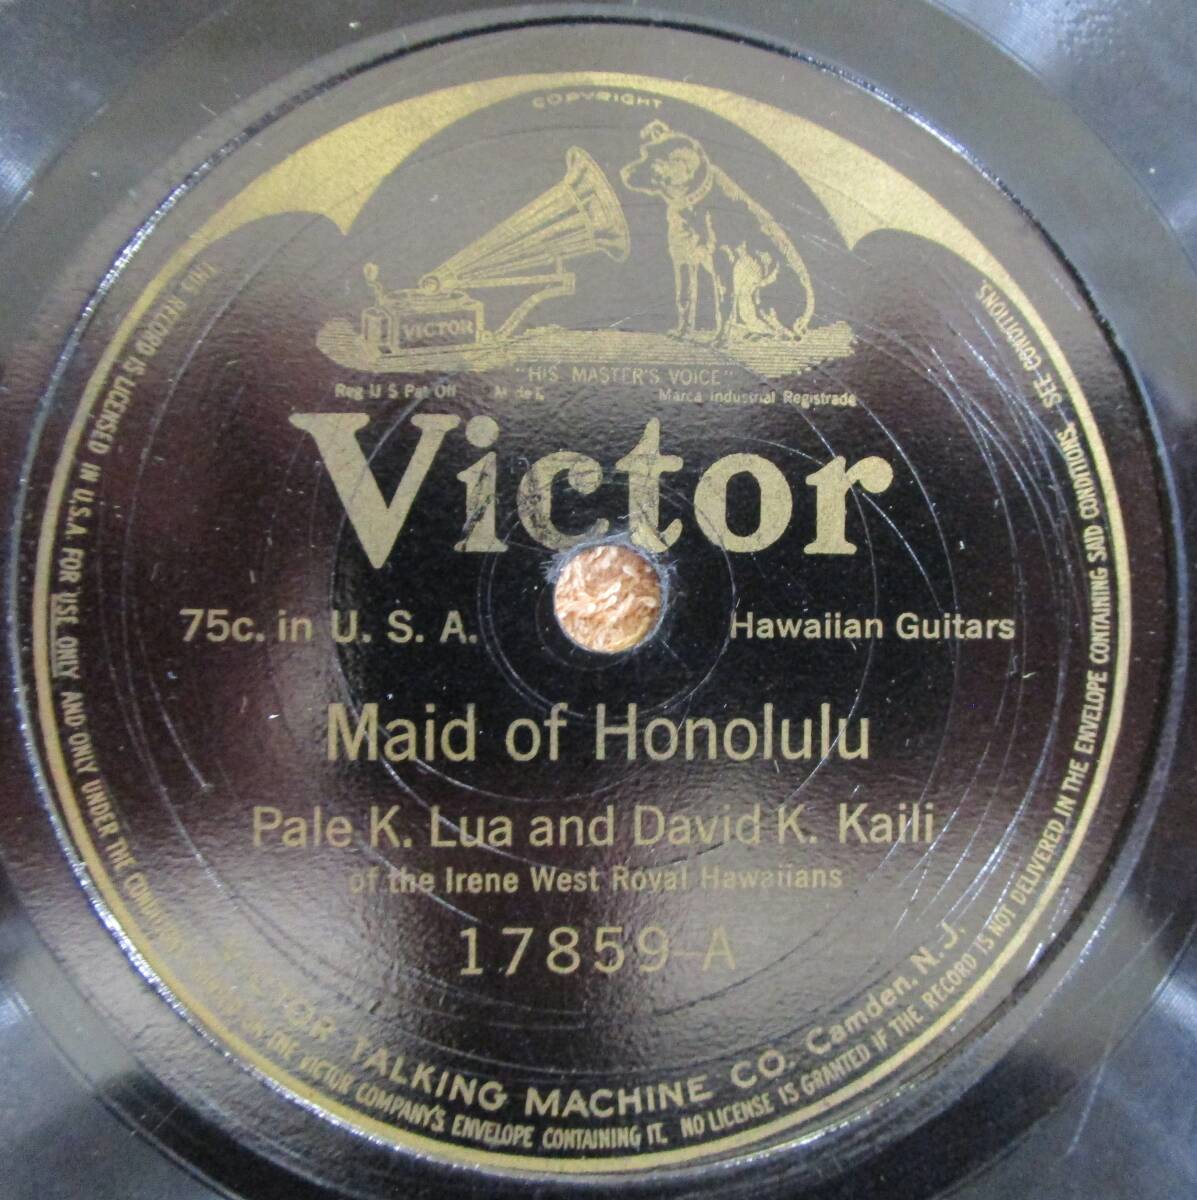 COPYRIGHT
VICTOR
"HIS MASTER'S VOICE"
Reg U S Pat Off M de F. Marca Industrial Registrada
Victor
75c. in U. S. A.
Hawaiian Guitars
Maid of Honolulu
Pale K. Lua and David K. Kaili
of the Irene West Royal Hawaiians
17859-A
VICTOR TALKING MACHINE CO. Camden, N. J.
THIS RECORD IS LICENSED IN U.S.A. FOR USE ONLY AND ONLY UNDER THE THE VICTOR COMPANY'S ENVELOPE CONTAINING IT. NO LICENSE IS GRANTED IF THE RECORD IS NOT DELIVERED IN THE ENVELOPE CONTAINING SAID CONDITIONS. SEE CONDITIONS.